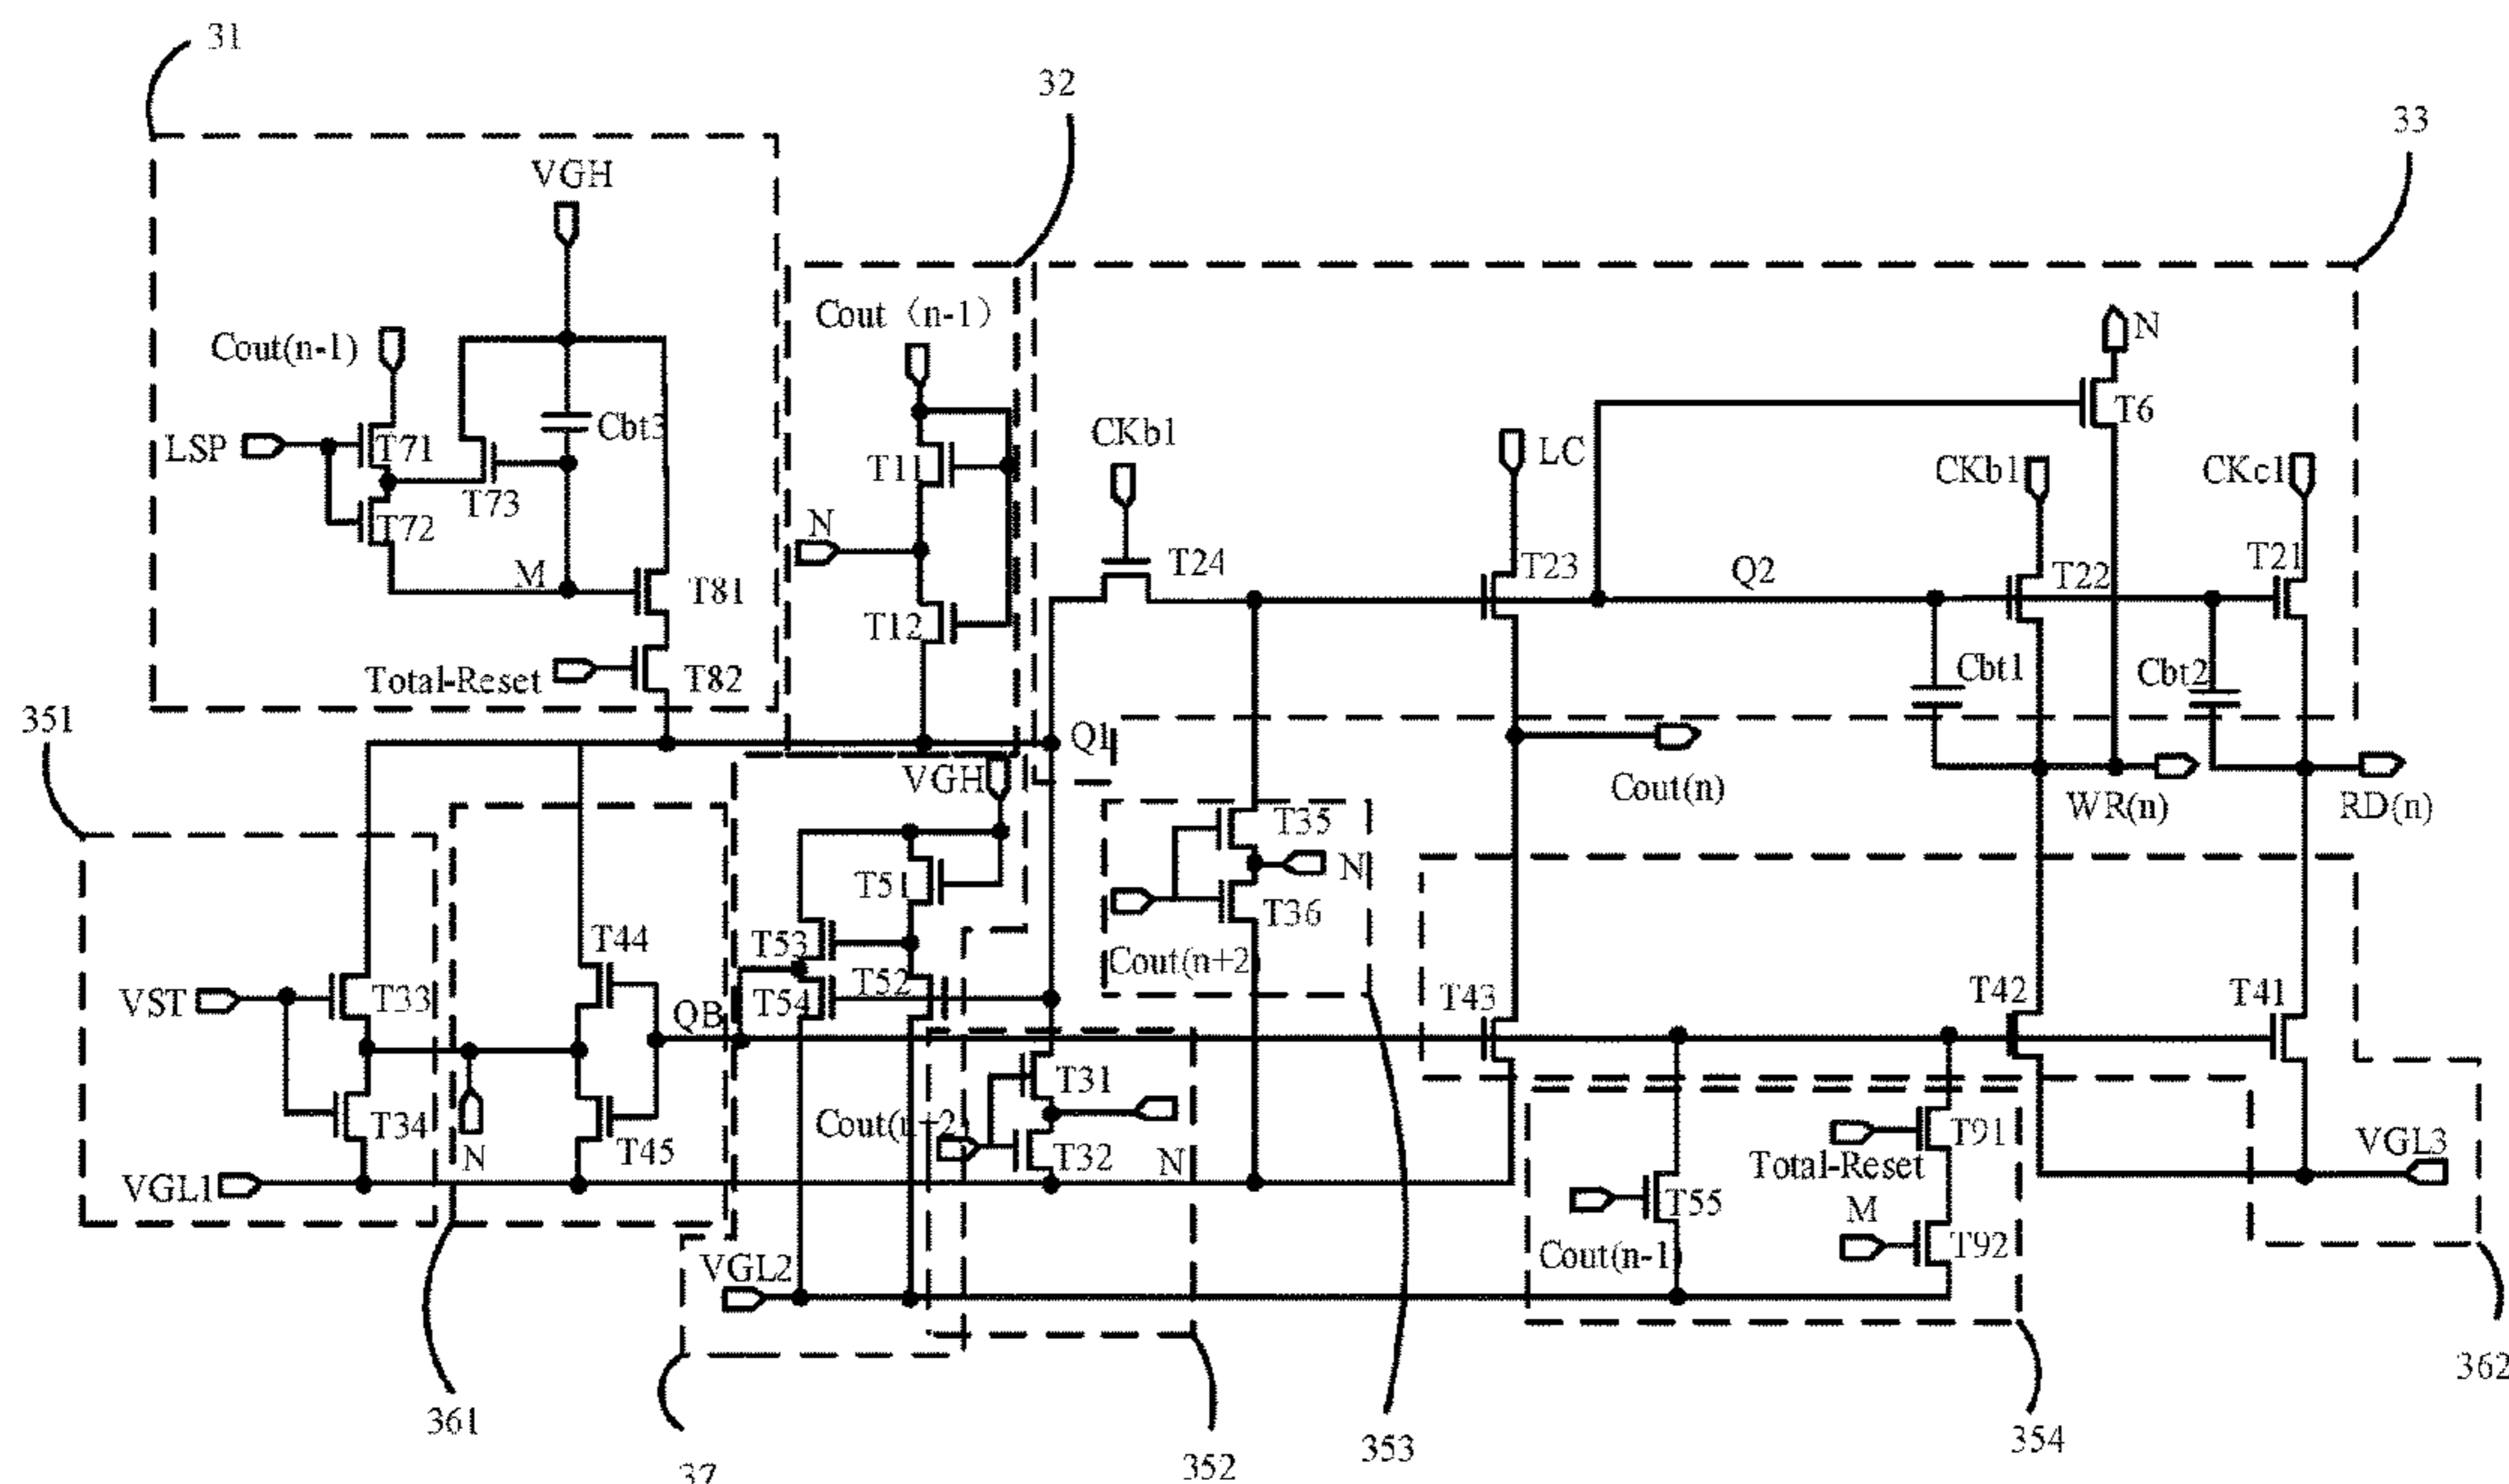 31
32
33
VGH
Cout (n-1)
Cout(n-1)
N
CKb1
LC
T6
Cbt3
LSP
T71
T11
CKb1
CKc1
T73
T72
N
T24
T23
Q2
T22
T21
M
T81
T12
Total-Reset
T82
Cbt1
Cbt2
351
Q1
VGH
Cout(n)
WR(n)
RD(n)
T35
N
T51
T36
T44
T53
Cout(n+2)
VST
T33
QB
T54
T52
T43
T42
T41
T31
T34
Cout(n+2)
T91
T45
N
T32
N
Total-Reset
VGL3
VGL1
T55
M
VGL2
Cout(n-1)
T92
362
361
353
354
37
352